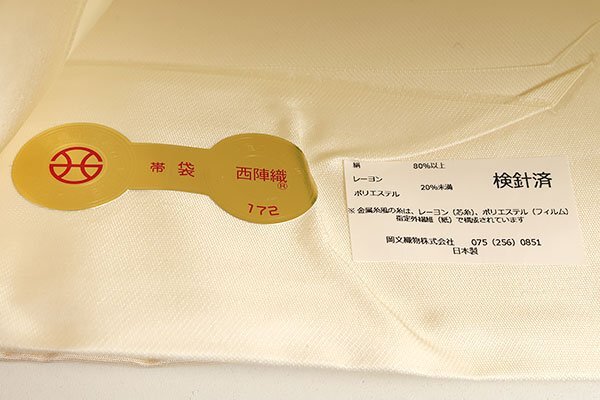 帯 袋
西陣織®
172
絹 80%以上
レーヨン
ポリエステル 20%未満
検針済
※ 金属糸風の糸は、レーヨン（芯糸）、ポリエステル（フィルム）
指定外繊維（紙）で構成されています
岡文織物株式会社 075（256）0851
日本製